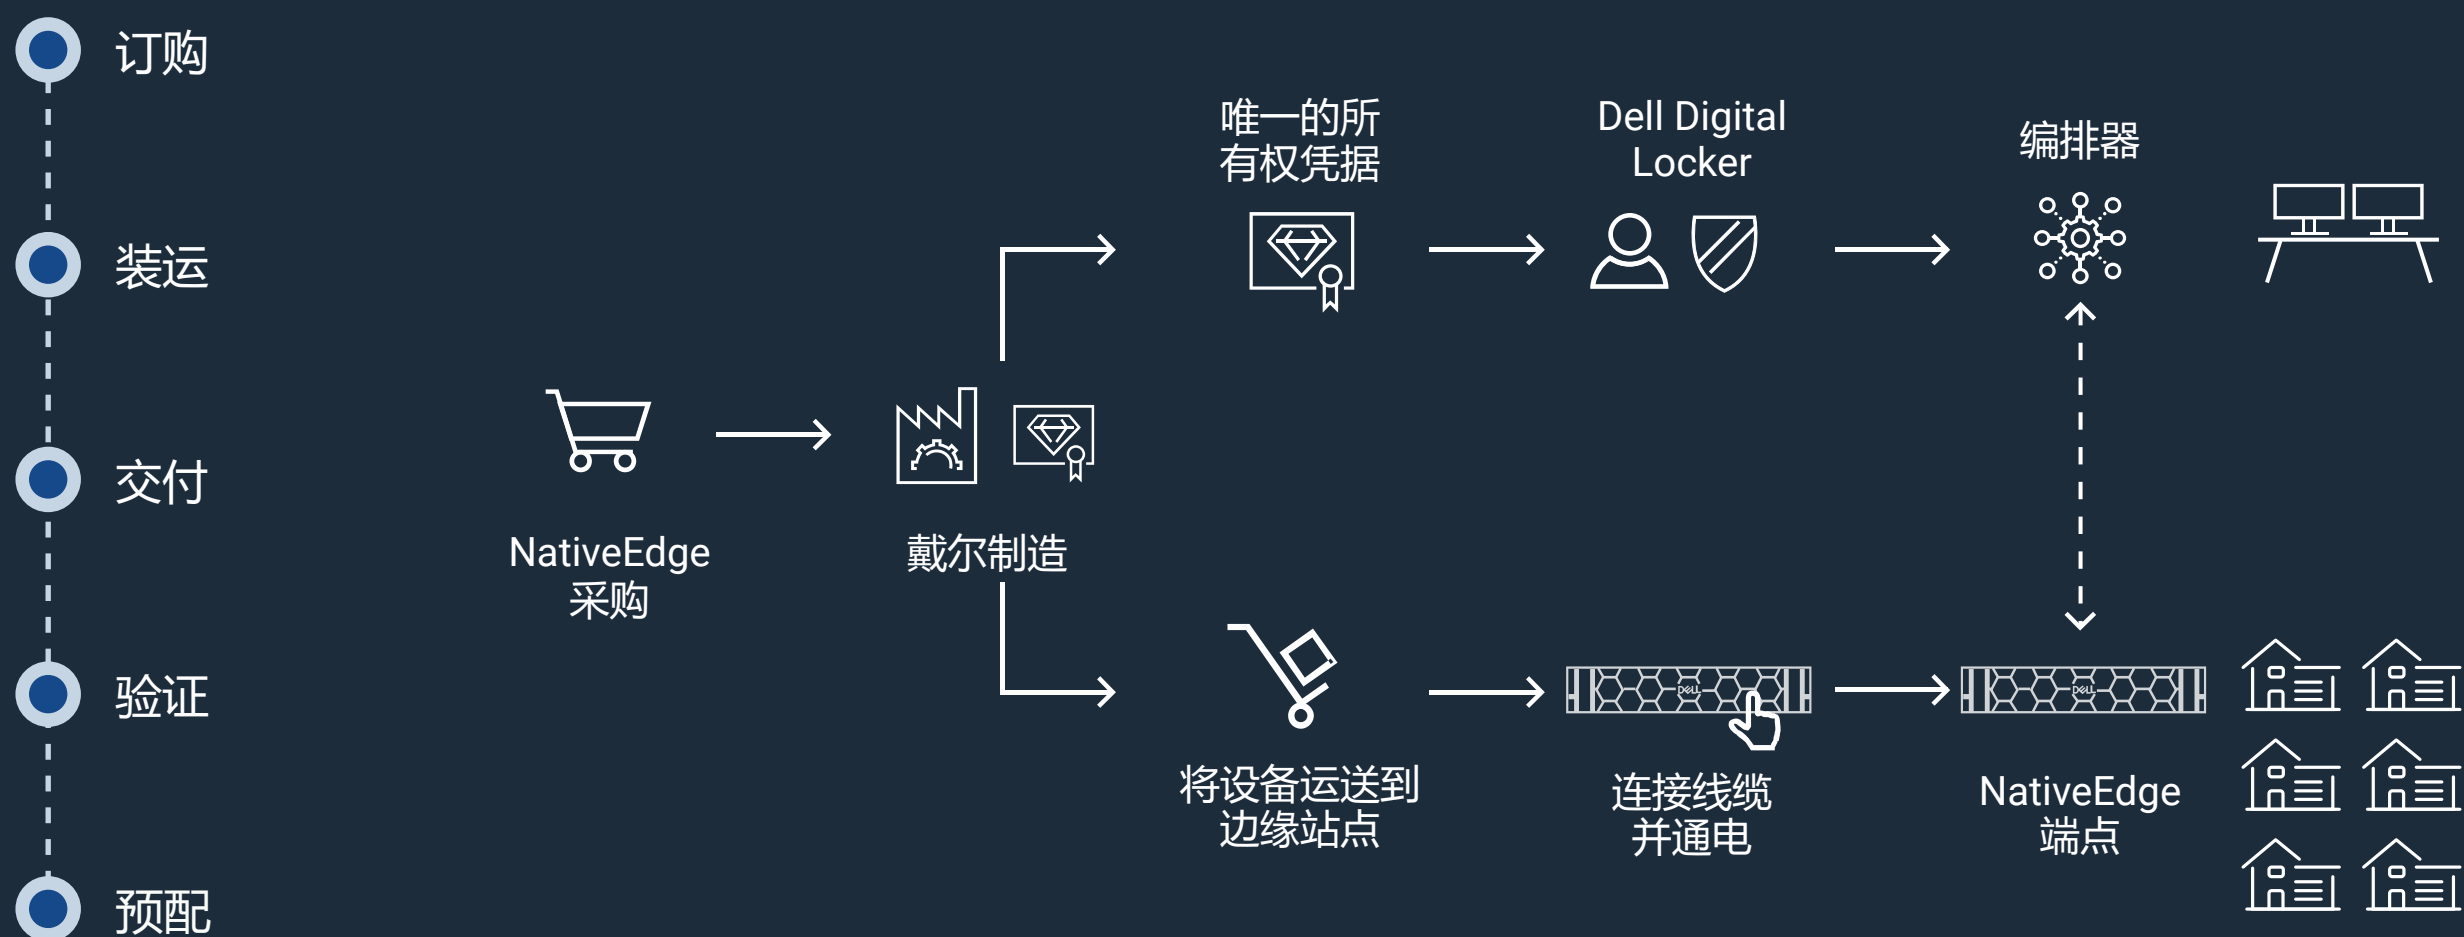 订购
装运
交付
验证
预配
NativeEdge
采购
戴尔制造
唯一的所
有权凭据
Dell Digital
Locker
编排器
将设备运送到
边缘站点
DELL
连接线缆
并通电
DELL
NativeEdge
端点